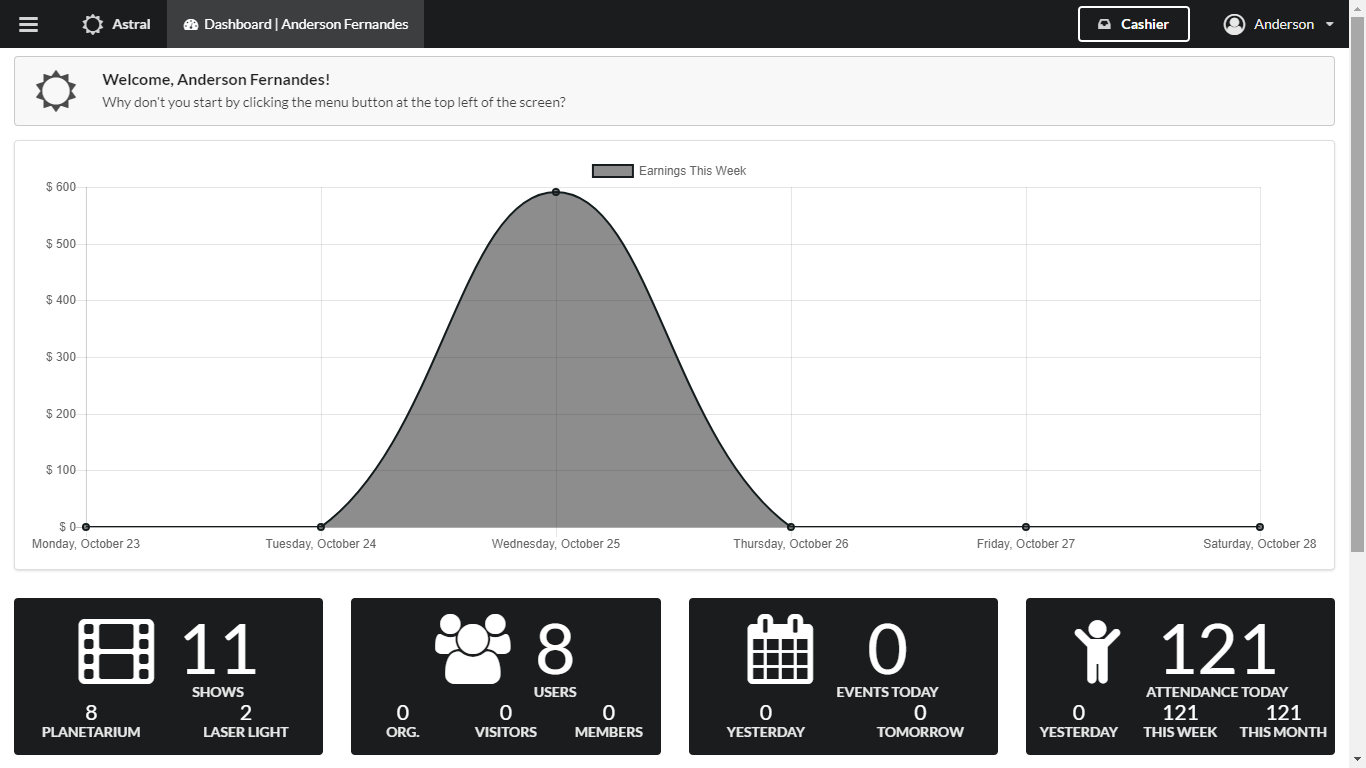 Astral
Dashboard | Anderson Fernandes
Cashier
Anderson
Welcome, Anderson Fernandes!
Why don't you start by clicking the menu button at the top left of the screen?
Earnings This Week
$ 600
$ 500
$ 400
$ 300
$ 200
$ 100
$ 0
Monday, October 23
Tuesday, October 24
Wednesday, October 25
Thursday, October 26
Friday, October 27
Saturday, October 28
11
SHOWS
8
PLANETARIUM
2
LASER LIGHT
8
USERS
0
ORG.
0
VISITORS
0
MEMBERS
0
EVENTS TODAY
0
YESTERDAY
0
TOMORROW
121
ATTENDANCE TODAY
0
YESTERDAY
121
THIS WEEK
121
THIS MONTH